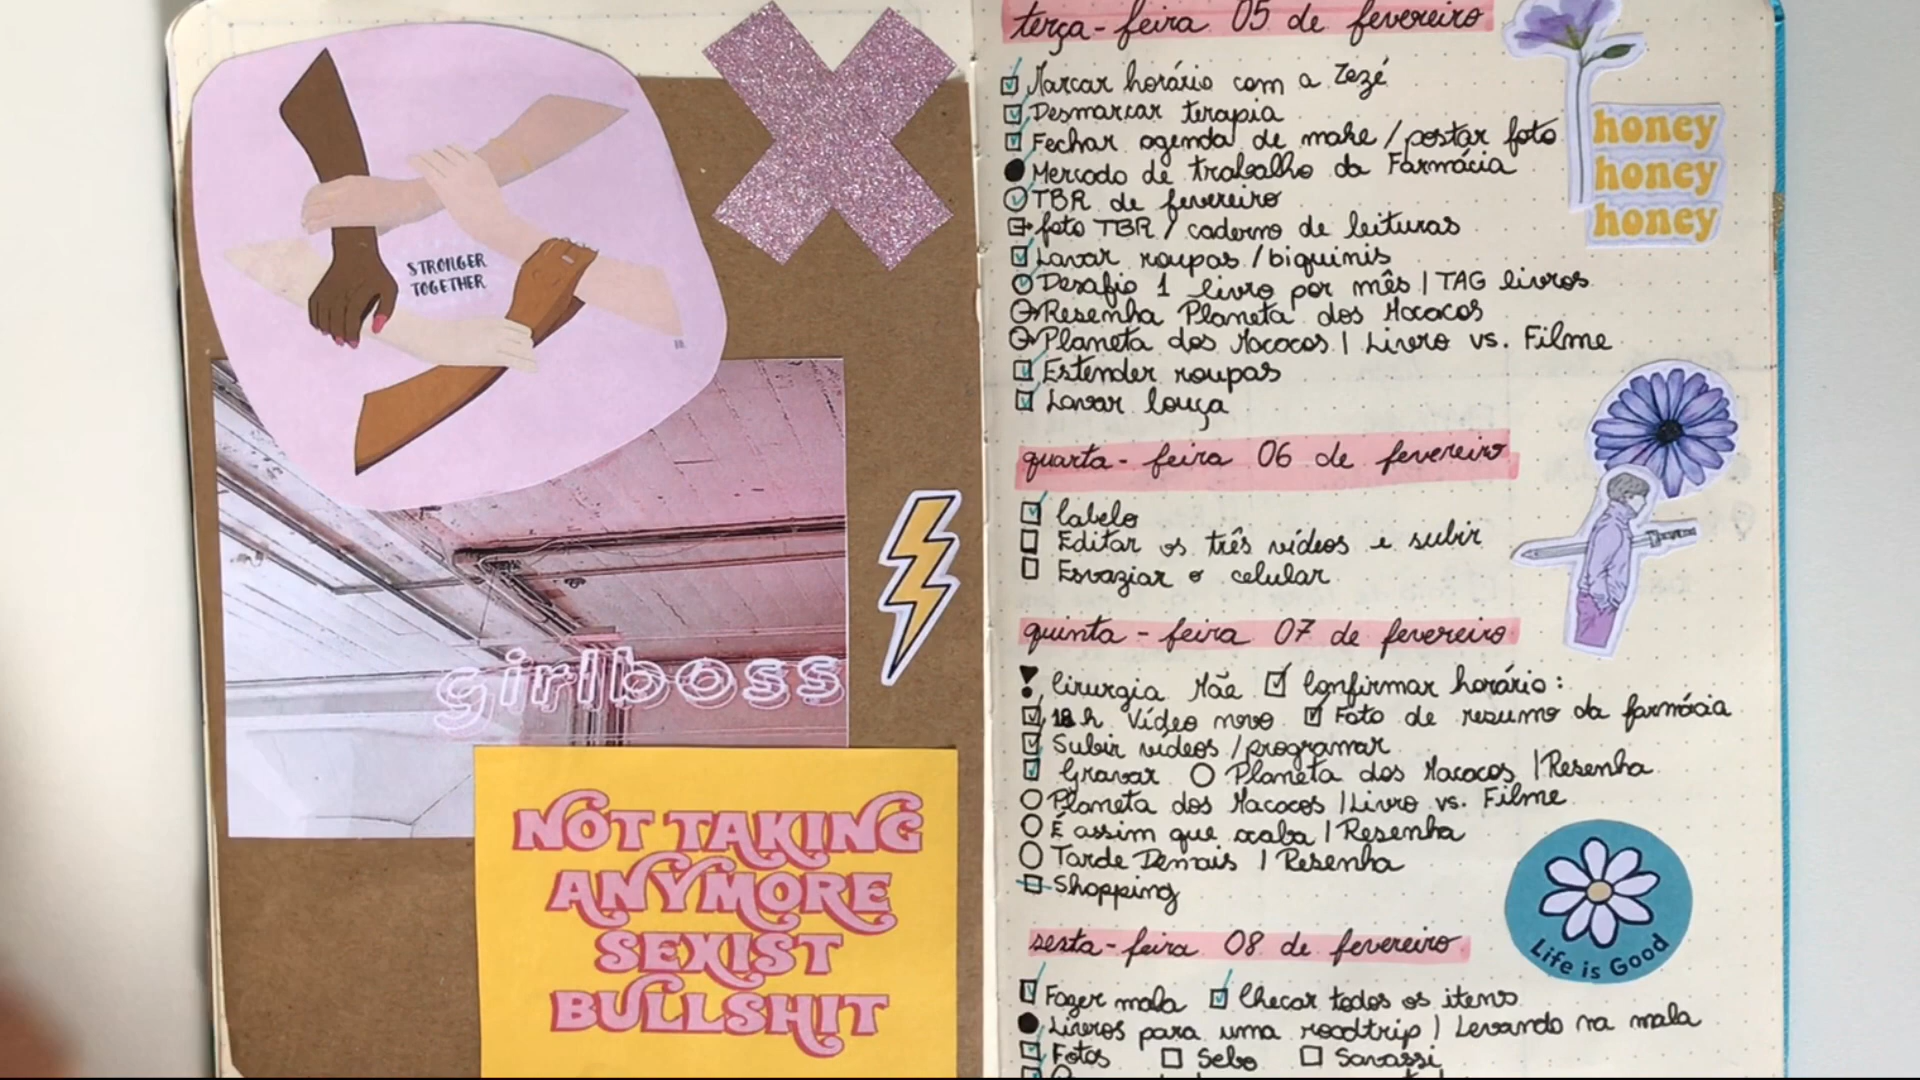 STRONGER
TOGETHER
girlboss
NOT TAKING
ANYMORE
SEXIST
BULLSHIT
terça-feira 05 de fevereiro
Marcar horário com a Zezé
Desmarcar terapia
Fechar agenda de make / postar foto
Mercado de trabalho da Farmácia
TBR de fevereiro
foto TBR / caderno de leituras
Lavar roupas / biquinis
Desafio 1 livro por mês | TAG livros
Resenha Planeta dos Macacos
Planeta dos Macacos | Livro vs. Filme
Estender roupas
Lavar louça
honey
honey
honey
quarta-feira 06 de fevereiro
Cabelo
Editar os três vídeos e subir
Esvaziar o celular
quinta-feira 07 de fevereiro
Cirurgia Mãe Confirmar horário:
18h Vídeo novo Foto de resumo da farmácia
Subir vídeos / programar
Gravar Planeta dos Macacos | Resenha
Planeta dos Macacos | Livro vs. Filme
É assim que acaba | Resenha
Tarde Demais | Resenha
Shopping
Life is Good
sexta-feira 08 de fevereiro
Fazer mala Checar todos os itens
Livros para uma roadtrip | Levando na mala
Fotos Sebo Savassi